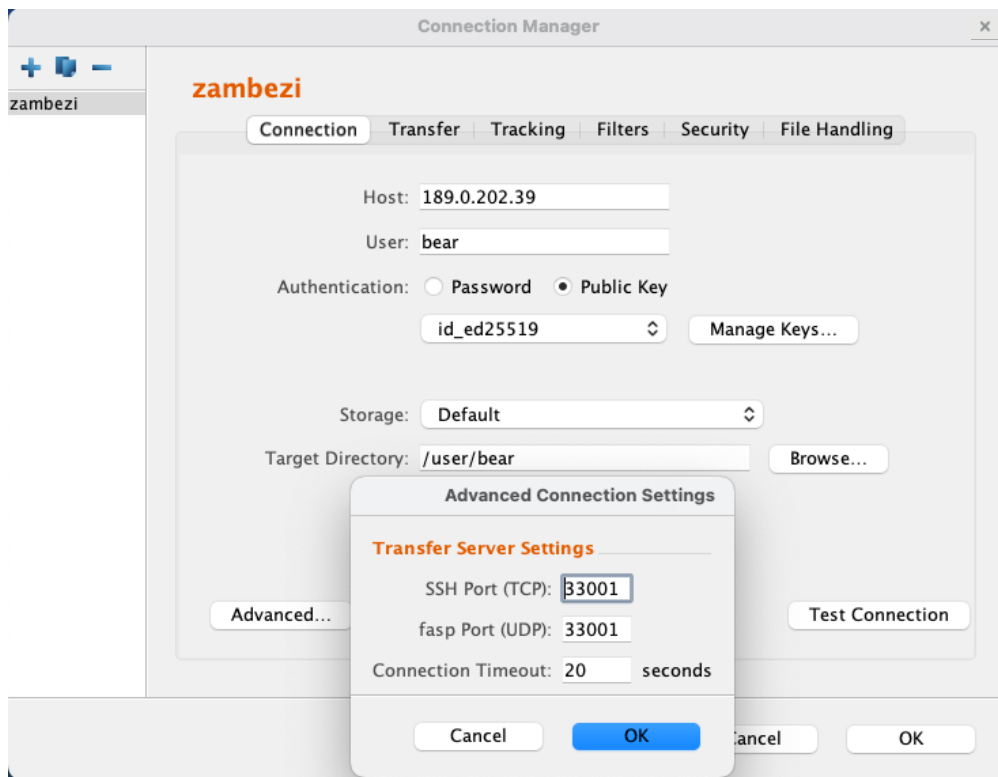 Connection Manager
zambezi
zambezi
Connection Transfer Tracking Filters Security File Handling
Host: 189.0.202.39
User: bear
Authentication: Password Public Key
id_ed25519 Manage Keys...
Storage: Default
Target Directory: /user/bear Browse...
Advanced Connection Settings
Transfer Server Settings
SSH Port (TCP): 33001
Advanced... Test Connection
fasp Port (UDP): 33001
Connection Timeout: 20 seconds
Cancel OK
ancel OK